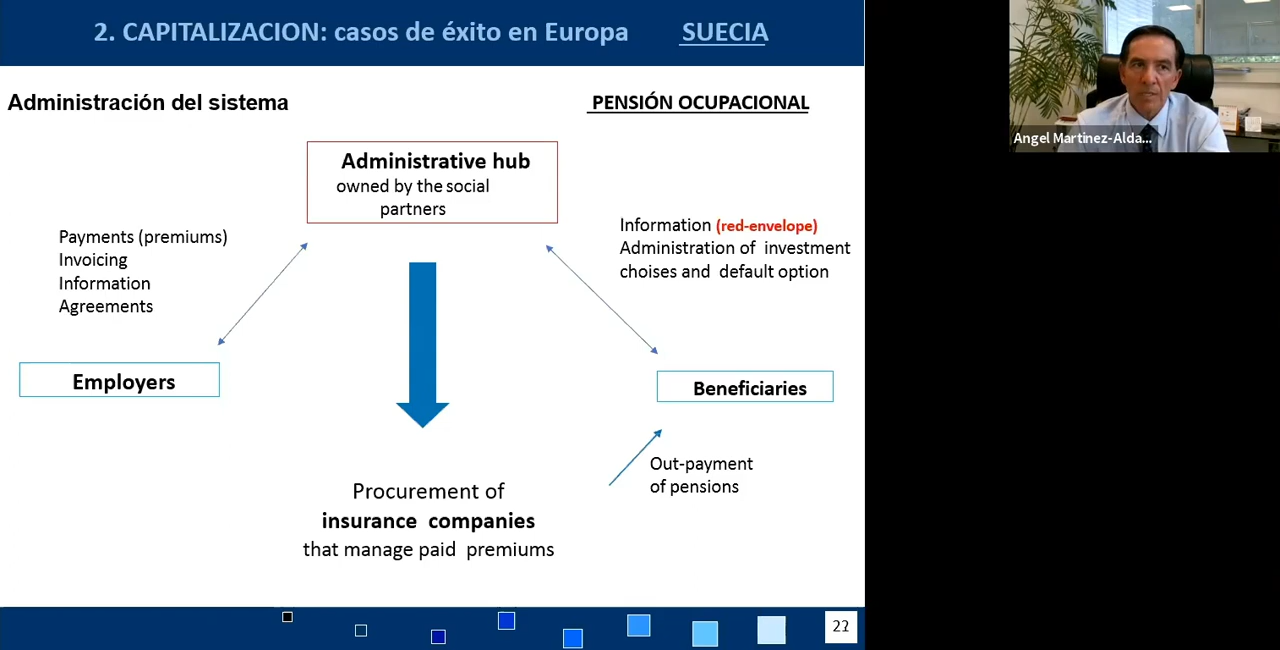 2. CAPITALIZACION: casos de éxito en Europa SUECIA
Administración del sistema
PENSIÓN OCUPACIONAL
Administrative hub
owned by the social
partners
Payments (premiums)
Invoicing
Information
Agreements
Information (red-envelope)
Administration of investment
choises and default option
Employers
Beneficiaries
Out-payment
of pensions
Procurement of
insurance companies
that manage paid premiums
22
Angel Martinez-Alda...